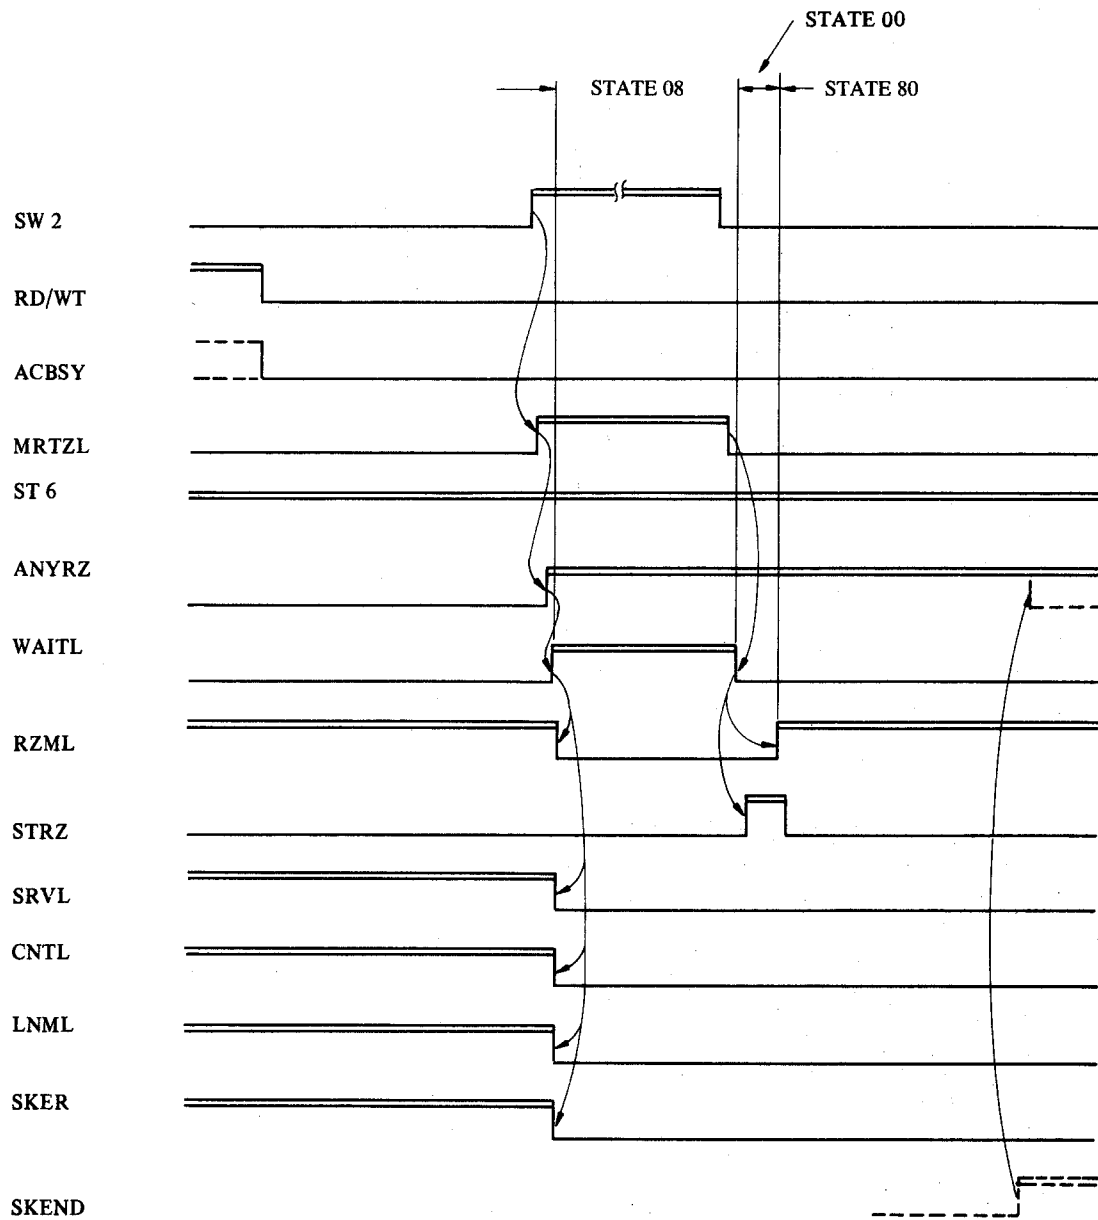 STATE 00
STATE 08
STATE 80
SW 2
RD/WT
ACBSY
MRTZL
ST 6
ANYRZ
WAITL
RZML
STRZ
SRVL
CNTL
LNML
SKER
SKEND